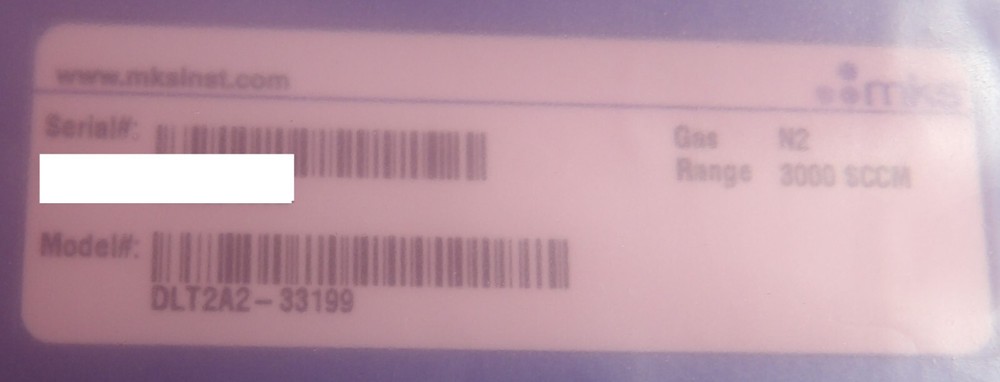 www.mksinst.com
mks
Serial#:
Gas N2
Range 3000 SCCM
Model#:
DLT2A2-33199